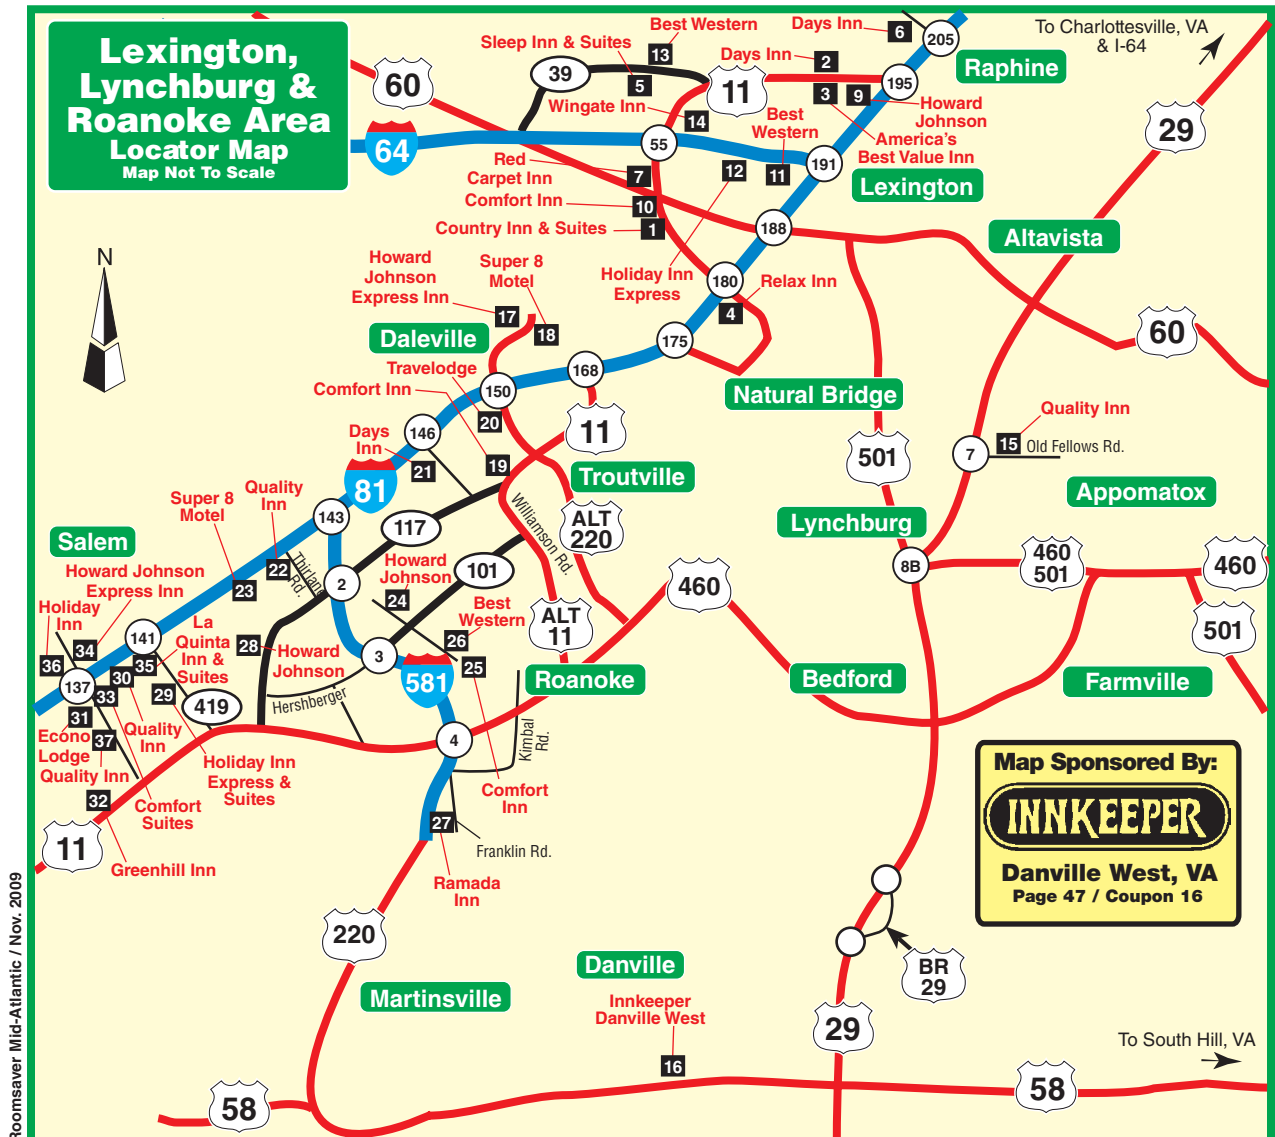 Lexington,
Lynchburg &
Roanoke Area
Locator Map
Map Not To Scale
To Charlottesville, VA
& I-64
Days Inn
6
205
Raphine
Best Western
13
Sleep Inn & Suites
5
39
Days Inn
2
195
11
60
3
9
Howard
Johnson
America's
Best Value Inn
29
Wingate Inn
14
Best
Western
11
64
55
191
Lexington
Red
Carpet Inn
7
12
Comfort Inn
10
Country Inn & Suites
1
188
Altavista
N
Holiday Inn
Express
180
Relax Inn
4
Howard
Johnson
Express Inn
17
Super 8
Motel
18
Daleville
175
60
Travelodge
20
168
150
Natural Bridge
Comfort Inn
19
11
Quality Inn
15
Old Fellows Rd.
7
146
Days
Inn
21
501
81
Troutville
Appomatox
Super 8
Motel
23
Quality
Inn
22
143
117
Williamson Rd.
ALT
220
Lynchburg
Salem
8B
460
501
460
Howard Johnson
Express Inn
34
Thirlane
Rd.
2
Howard
Johnson
24
101
460
Holiday
Inn
36
141
La
Quinta
Inn &
Suites
35
28
Howard
Johnson
3
Best
Western
26
ALT
11
501
137
30
33
29
419
Hershberger
581
25
Roanoke
Bedford
Farmville
31
Econo
Lodge
37
Quality Inn
Quality
Inn
Holiday Inn
Express &
Suites
4
Kimbal
Rd.
Comfort
Inn
32
Comfort
Suites
11
Greenhill Inn
27
Franklin Rd.
Ramada
Inn
Map Sponsored By:
INNKEEPER
Danville West, VA
Page 47 / Coupon 16
220
Martinsville
Danville
Innkeeper
Danville West
16
BR
29
29
To South Hill, VA
58
58
Roomsaver Mid-Atlantic / Nov. 2009